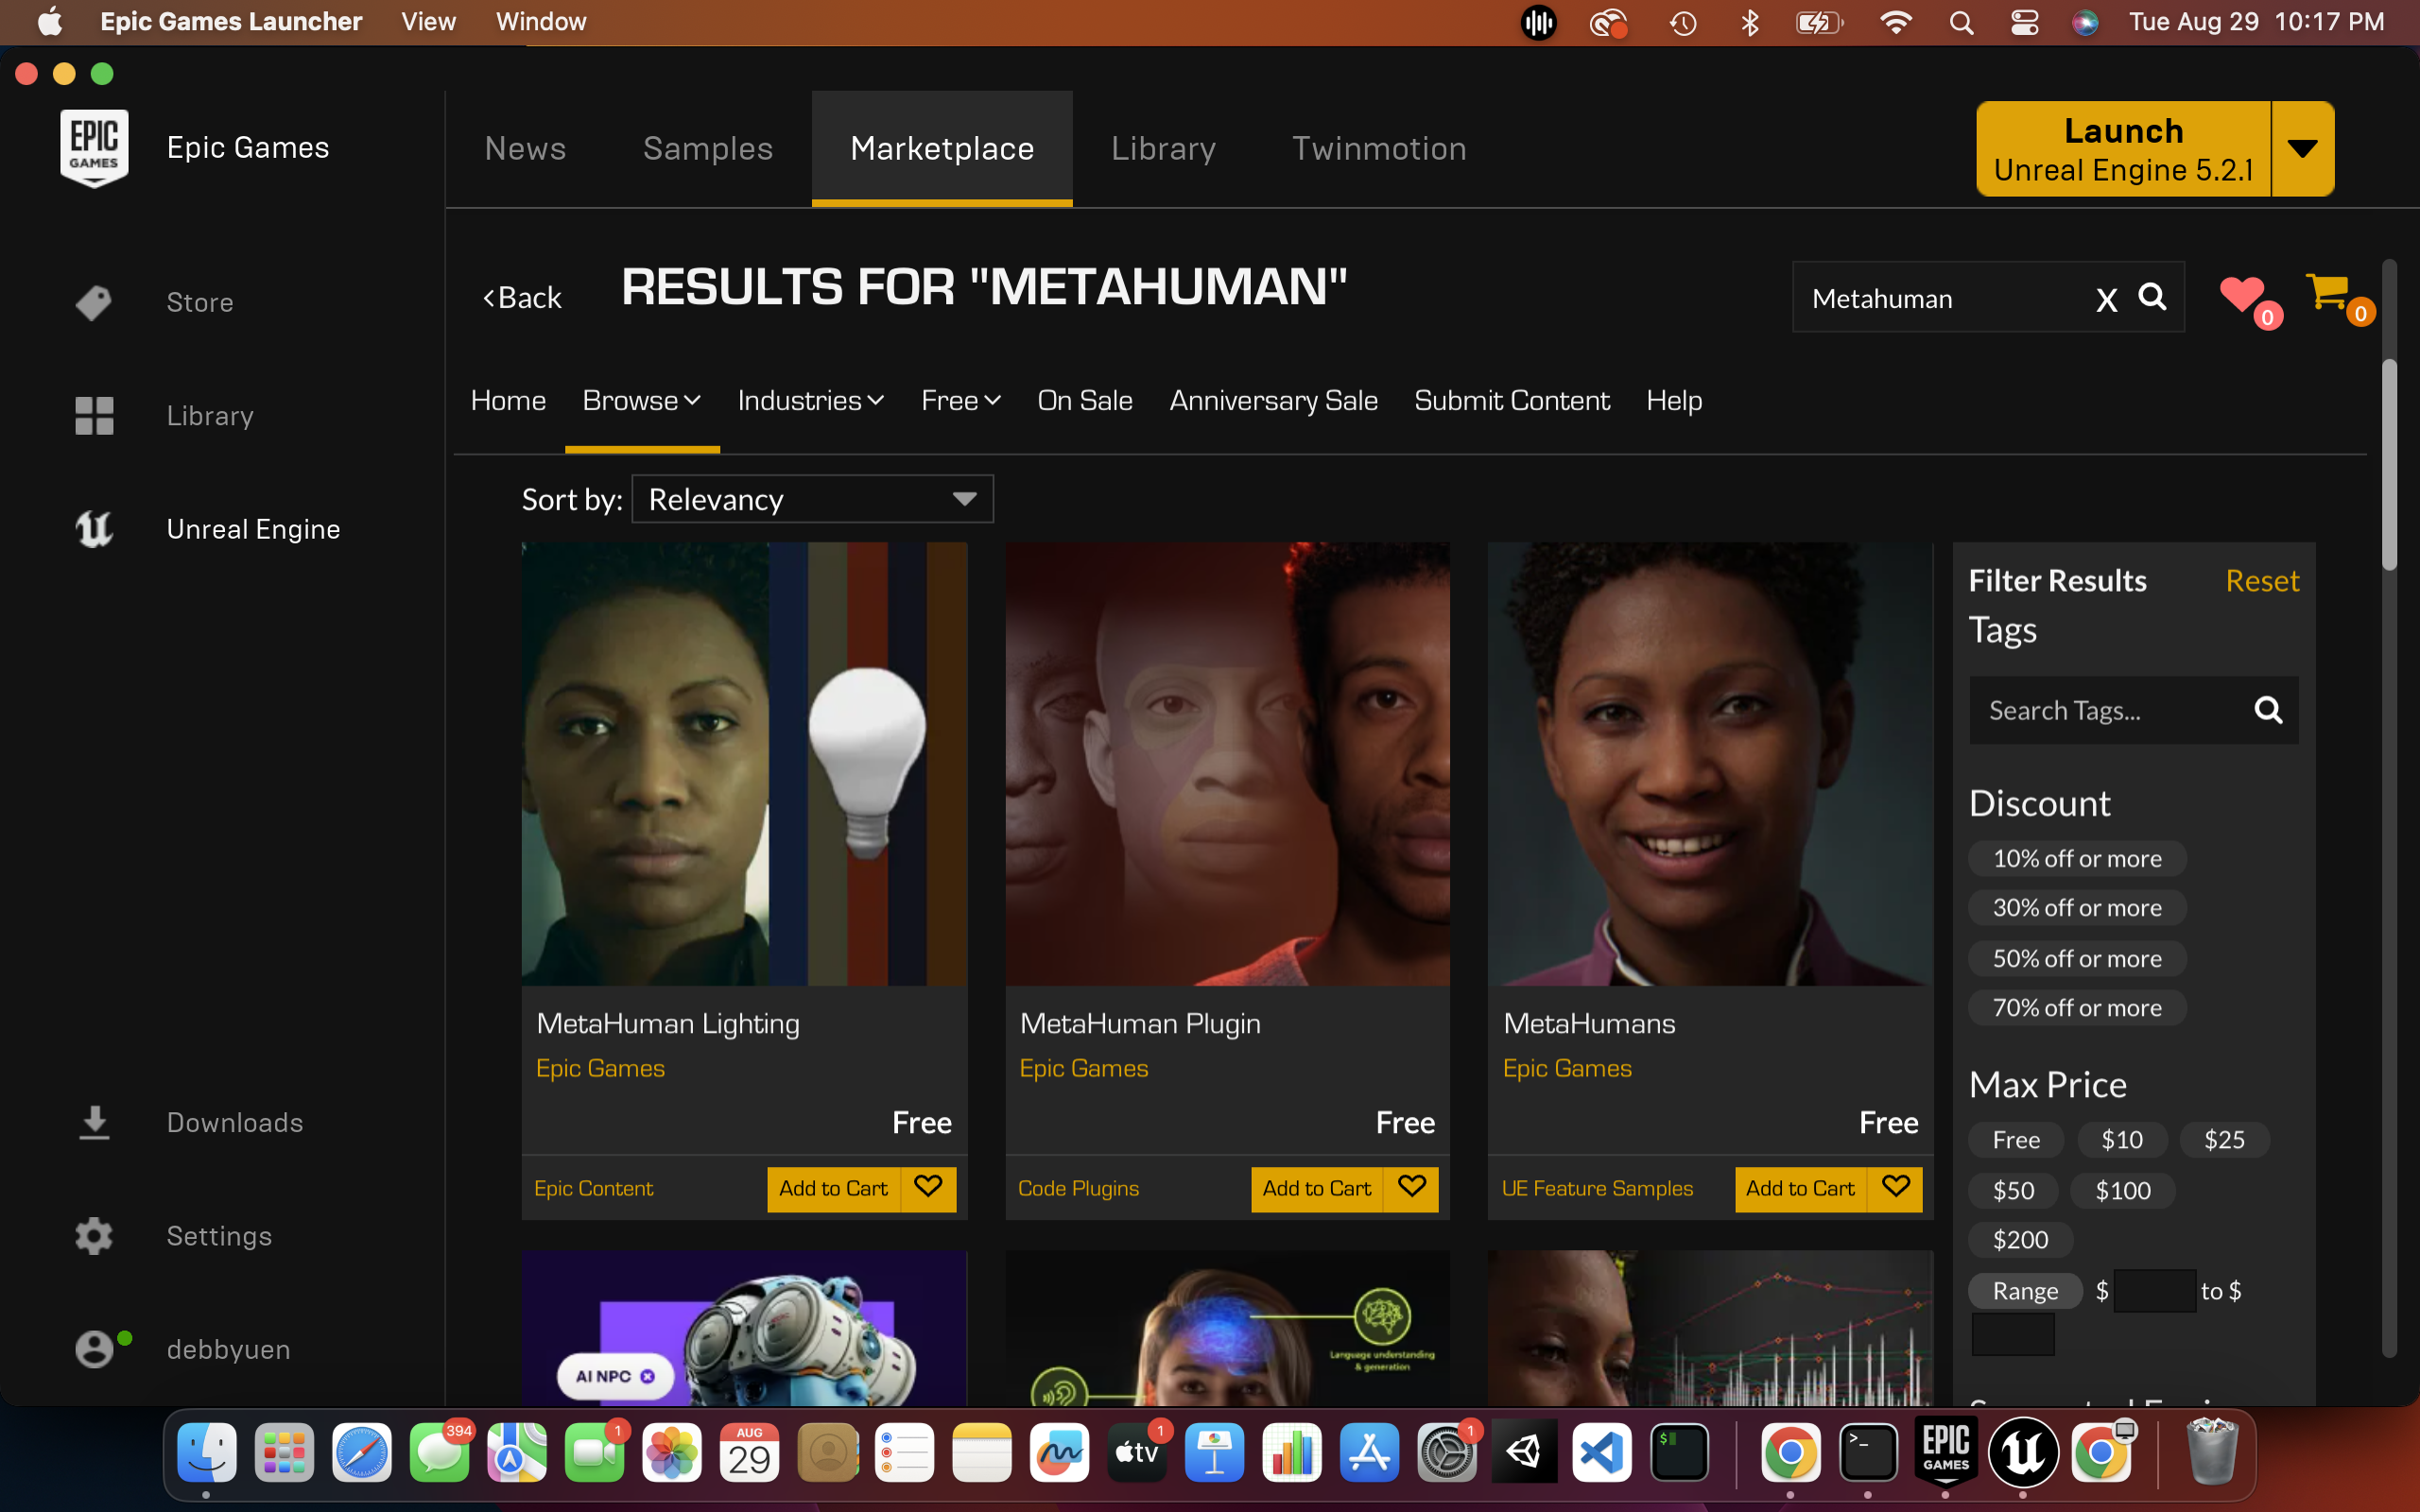 Epic Games Launcher View Window Tue Aug 29 10:17 PM
EPIC GAMES
Epic Games
News Samples Marketplace Library Twinmotion
Launch
Unreal Engine 5.2.1
Store
Library
Unreal Engine
Downloads
Settings
debbyuen
<Back
RESULTS FOR "METAHUMAN"
Metahuman X
0
0
Home Browse Industries Free On Sale Anniversary Sale Submit Content Help
Sort by: Relevancy
MetaHuman Lighting
Epic Games
Free
Epic Content Add to Cart
MetaHuman Plugin
Epic Games
Free
Code Plugins Add to Cart
MetaHumans
Epic Games
Free
UE Feature Samples Add to Cart
AI NPC
Language understanding
& generation
Filter Results Reset
Tags
Search Tags...
Discount
10% off or more
30% off or more
50% off or more
70% off or more
Max Price
Free $10 $25
$50 $100
$200
Range $ to $
394
1
AUG
29
tv
1
1
$
>_
EPIC
GAMES